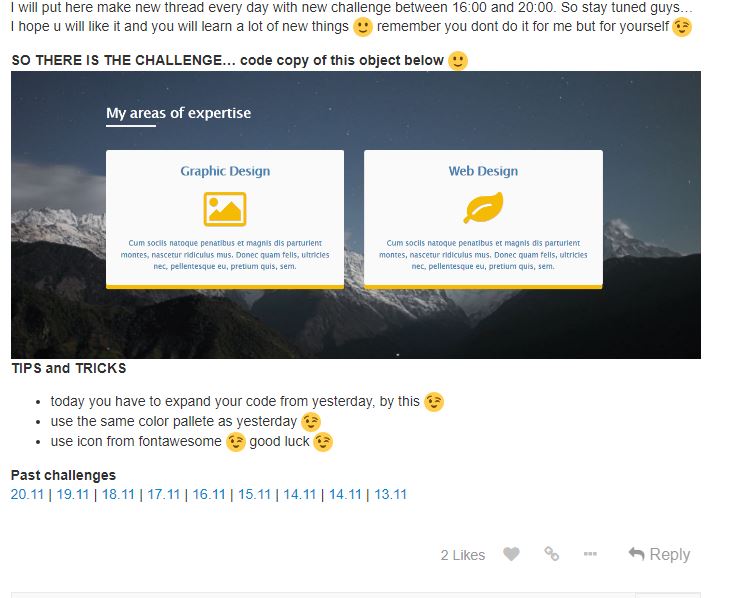 I will put here make new thread every day with new challenge between 16:00 and 20:00. So stay tuned guys...
I hope u will like it and you will learn a lot of new things 🙂 remember you dont do it for me but for yourself 😉
SO THERE IS THE CHALLENGE... code copy of this object below 🙂
My areas of expertise
Graphic Design
Cum sociis natoque penatibus et magnis dis parturient
montes, nascetur ridiculus mus. Donec quam felis, ultricies
nec, pellentesque eu, pretium quis, sem.
Web Design
Cum sociis natoque penatibus et magnis dis parturient
montes, nascetur ridiculus mus. Donec quam felis, ultricies
nec, pellentesque eu, pretium quis, sem.
TIPS and TRICKS
• today you have to expand your code from yesterday, by this 😉
• use the same color pallete as yesterday 😉
• use icon from fontawesome 😉 good luck 😉
Past challenges
20.11 | 19.11 | 18.11 | 17.11 | 16.11 | 15.11 | 14.11 | 14.11 | 13.11
2 Likes Reply